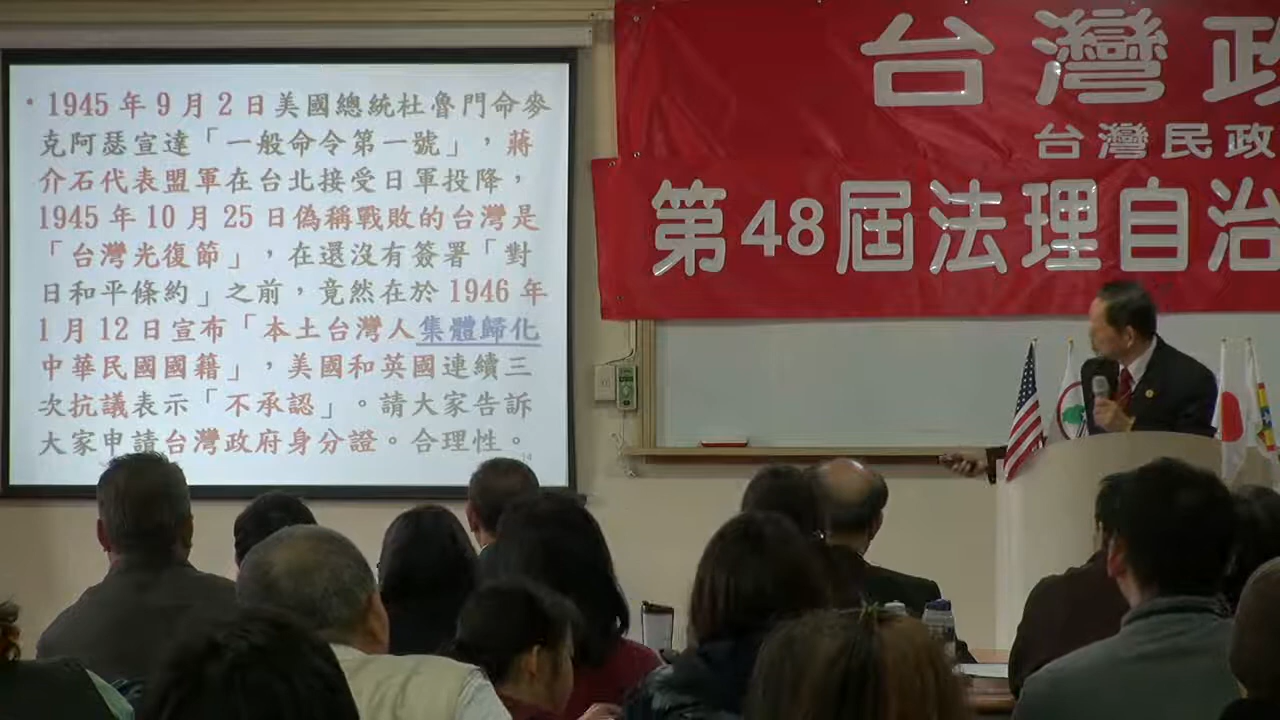 • 1945 年 9 月 2 日美國總統杜魯門命麥
克阿瑟宣達「一般命令第一號」，蔣
介石代表盟軍在台北接受日軍投降，
1945 年 10 月 25 日偽稱戰敗的台灣是
「台灣光復節」，在還沒有簽署「對
日和平條約」之前，竟然在於 1946 年
1 月 12 日宣布「本土台灣人集體歸化
中華民國國籍」，美國和英國連續三
次抗議表示「不承認」。請大家告訴
大家申請台灣政府身分證。合理性。
14
台灣政
台灣民政
第48屆法理自治